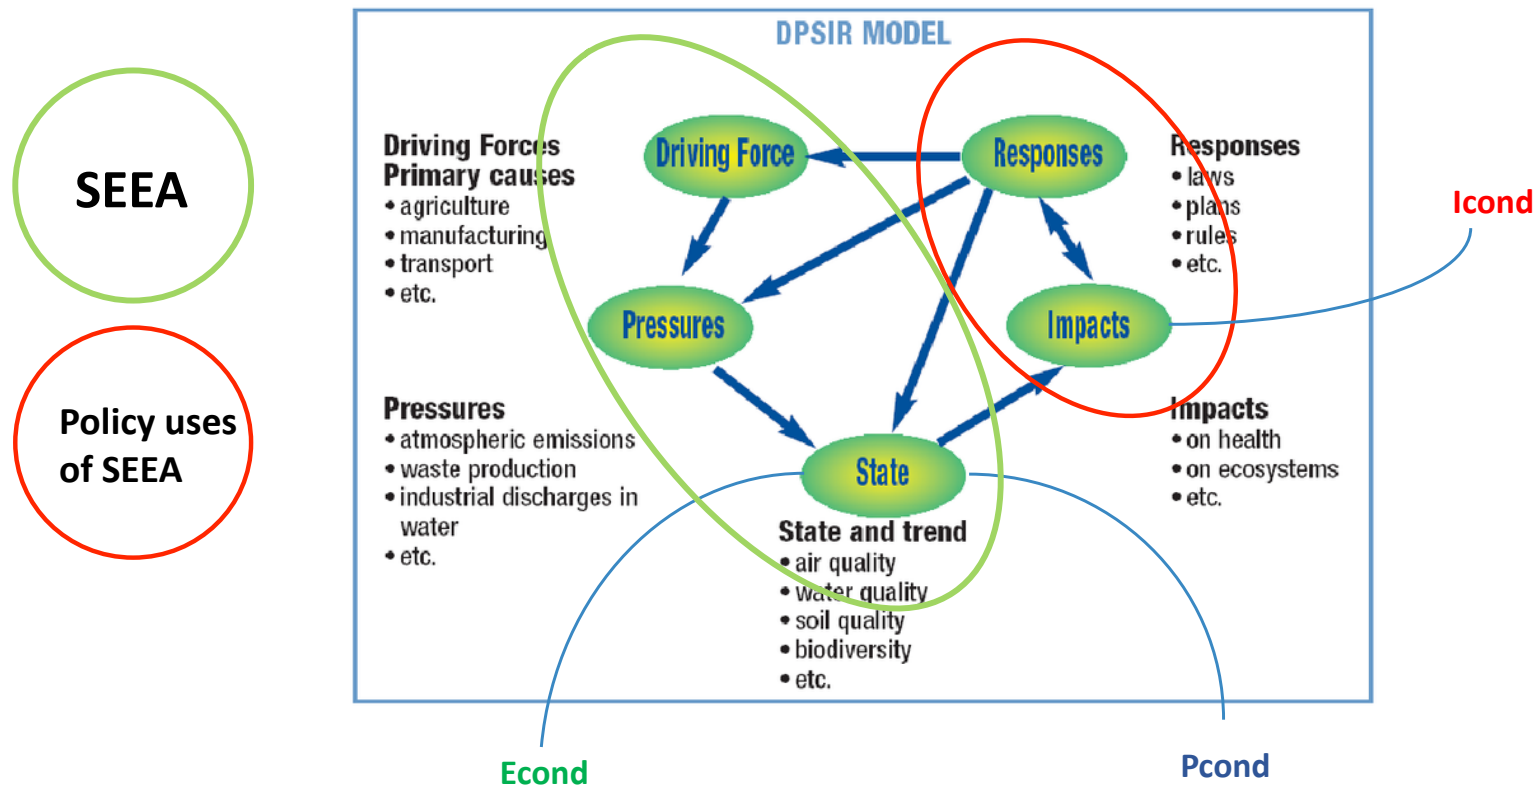 DPSIR MODEL
SEEA
Policy uses
of SEEA
Driving Forces
Primary causes
• agriculture
• manufacturing
• transport
• etc.
Driving Force
Responses
Responses
• laws
• plans
• rules
• etc.
Icond
Pressures
Impacts
Pressures
• atmospheric emissions
• waste production
• industrial discharges in
water
• etc.
State
State and trend
• air quality
• water quality
• soil quality
• biodiversity
• etc.
Impacts
• on health
• on ecosystems
• etc.
Econd
Pcond